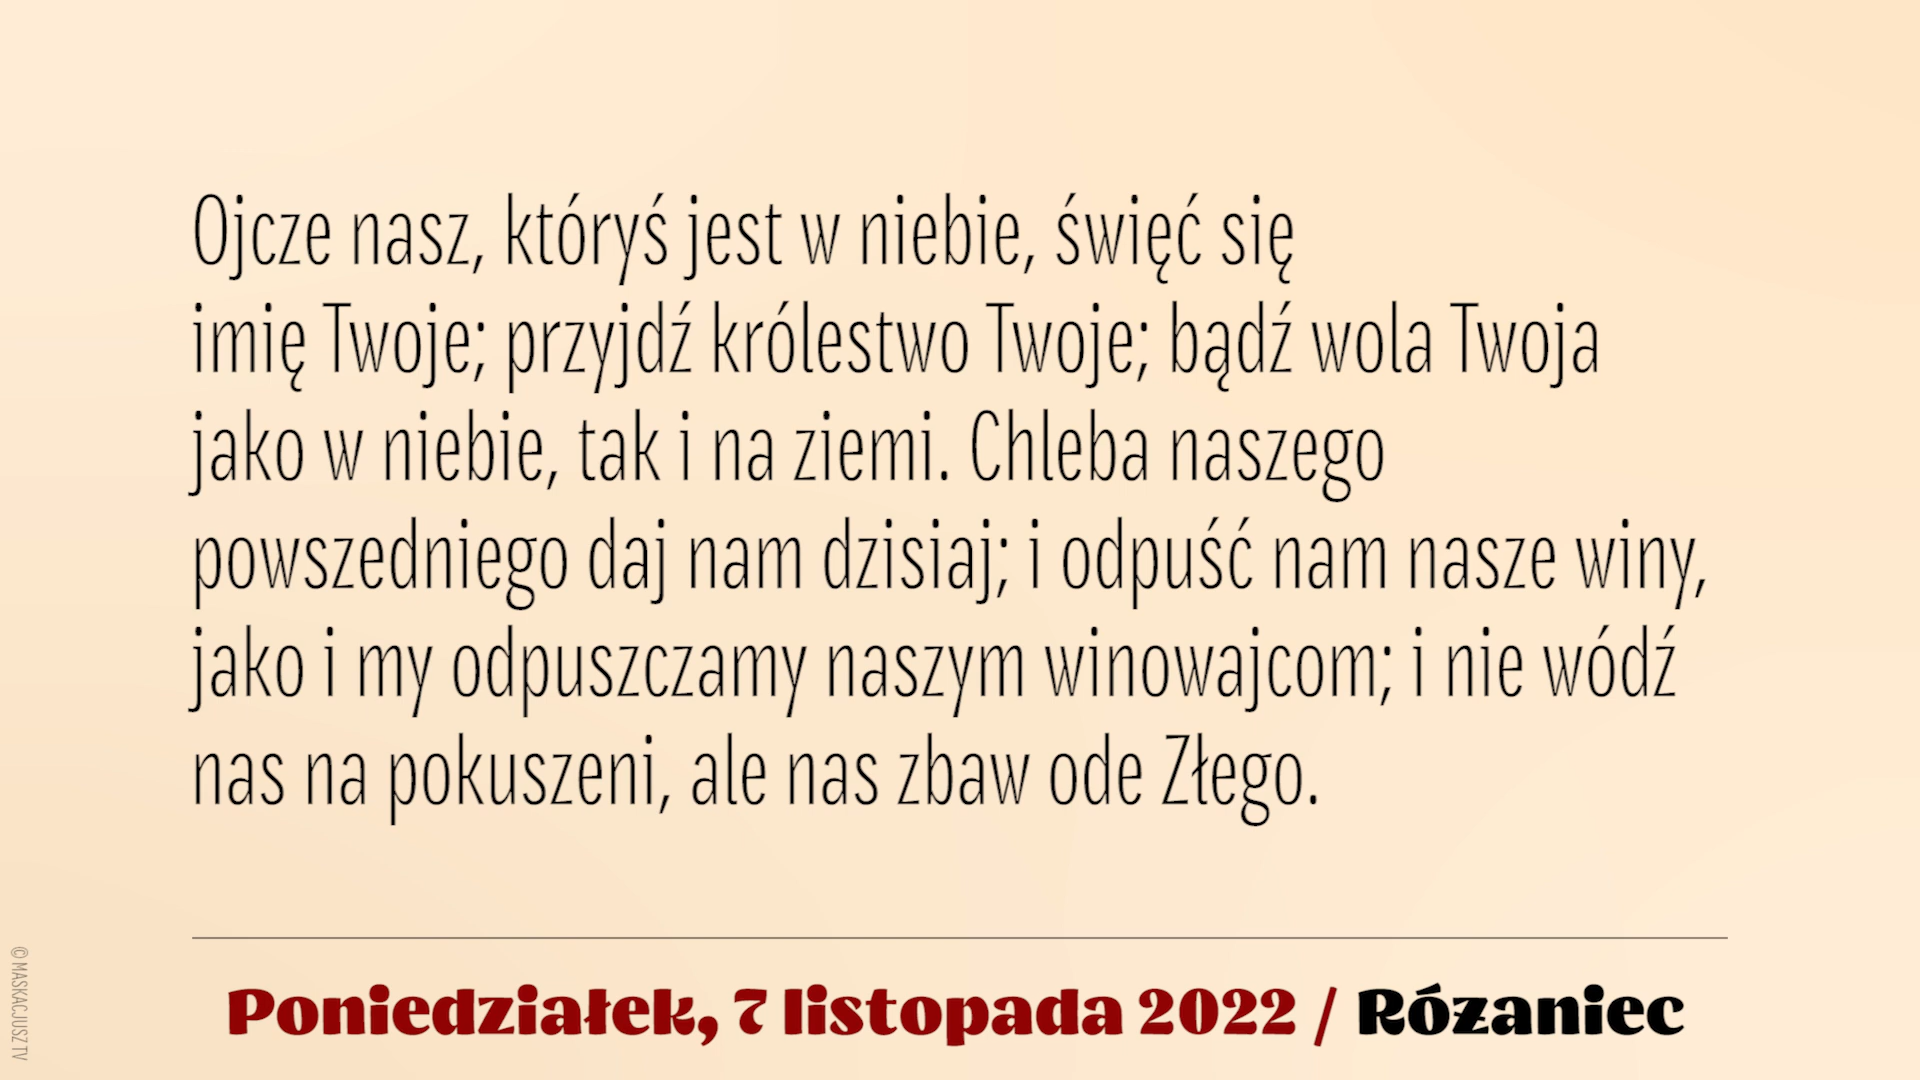 Ojcze nasz, któryś jest w niebie, święć się
imię Twoje; przyjdź królestwo Twoje; bądź wola Twoja
jako w niebie, tak i na ziemi. Chleba naszego
powszedniego daj nam dzisiaj; i odpuść nam nasze winy,
jako i my odpuszczamy naszym winowajcom; i nie wódź
nas na pokuszeni, ale nas zbaw ode Złego.
Poniedziałek, 7 listopada 2022 / Rózaniec
© MASKACJUSZ TV